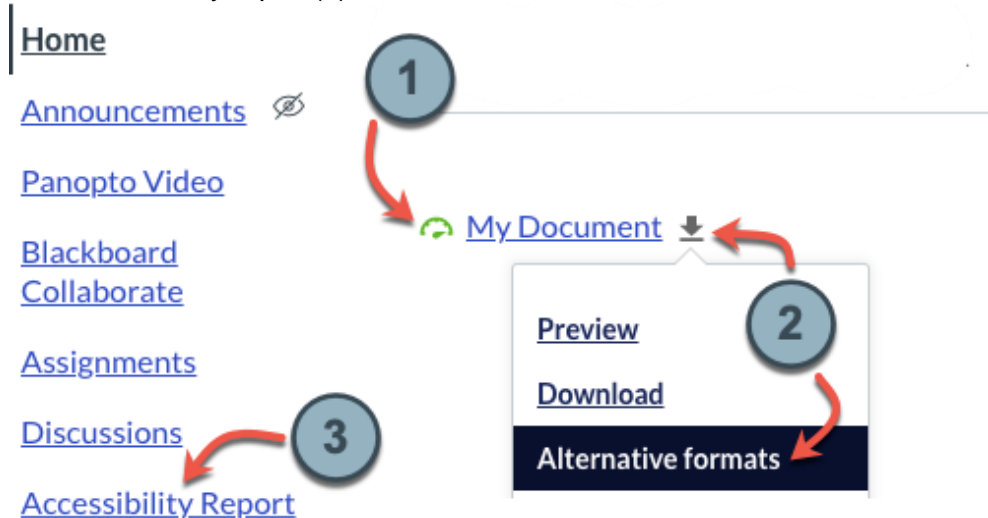 Home
Announcements
Panopto Video
Blackboard
Collaborate
Assignments
Discussions
Accessibility Report
1
My Document
2
Preview
Download
Alternative formats
3